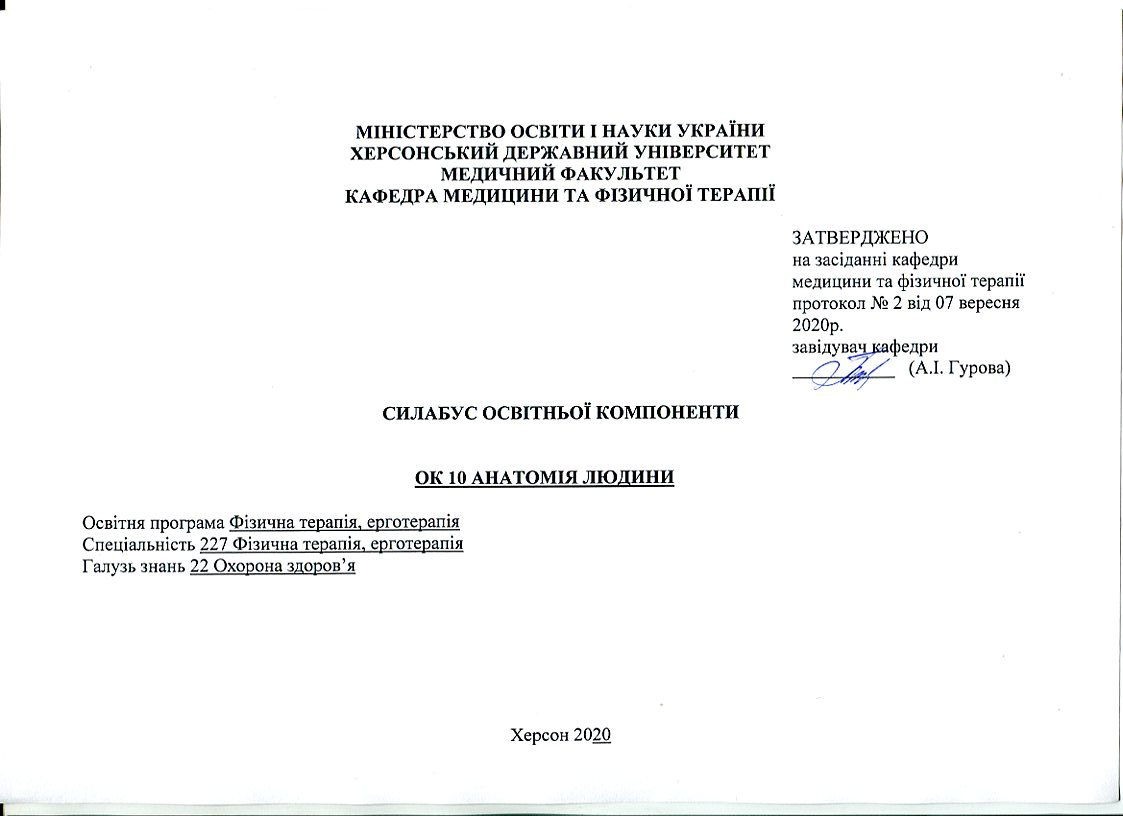 МІНІСТЕРСТВО ОСВІТИ І НАУКИ УКРАЇНИ
ХЕРСОНСЬКИЙ ДЕРЖАВНИЙ УНІВЕРСИТЕТ
МЕДИЧНИЙ ФАКУЛЬТЕТ
КАФЕДРА МЕДИЦИНИ ТА ФІЗИЧНОЇ ТЕРАПІЇ
ЗАТВЕРДЖЕНО
на засіданні кафедри
медицини та фізичної терапії
протокол № 2 від 07 вересня
2020р.
завідувач кафедри
____________ (А.І. Гурова)
СИЛАБУС ОСВІТНЬОЇ КОМПОНЕНТИ
ОК 10 АНАТОМІЯ ЛЮДИНИ
Освітня програма Фізична терапія, ерготерапія
Спеціальність 227 Фізична терапія, ерготерапія
Галузь знань 22 Охорона здоров’я
Херсон 2020